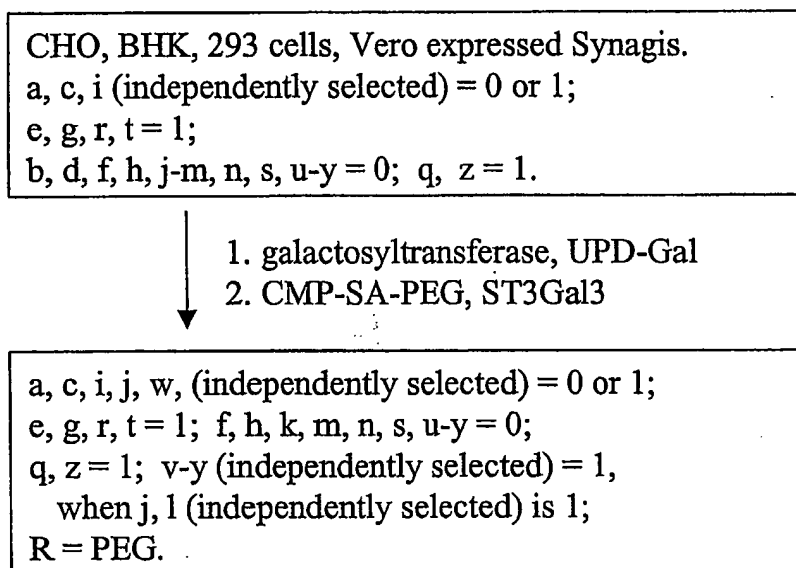 CHO, BHK, 293 cells, Vero expressed Synagis.
a, c, i (independently selected) = 0 or 1;
e, g, r, t = 1;
b, d, f, h, j-m, n, s, u-y = 0; q, z = 1.
1. galactosyltransferase, UPD-Gal
2. CMP-SA-PEG, ST3Gal3
a, c, i, j, w, (independently selected) = 0 or 1;
e, g, r, t = 1; f, h, k, m, n, s, u-y = 0;
q, z = 1; v-y (independently selected) = 1,
when j, l (independently selected) is 1;
R = PEG.